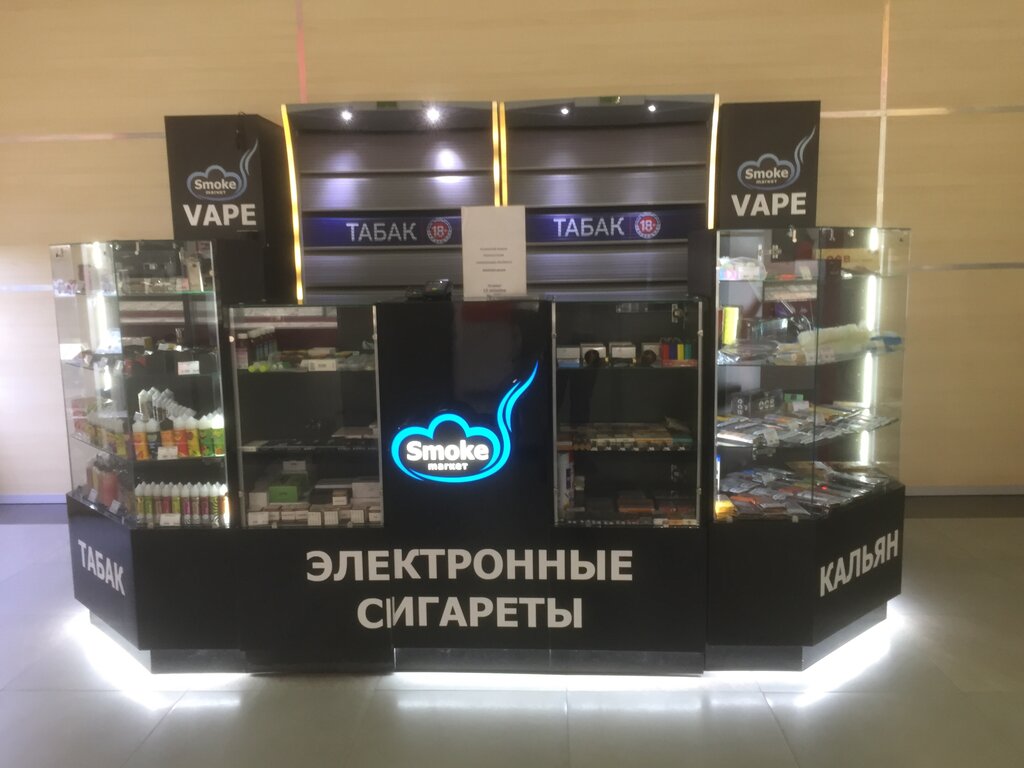 Smoke
market
VAPE
Smoke
market
VAPE
ТАБАК 18+
ТАБАК 18+
Smoke
market
ТАБАК
ЭЛЕКТРОННЫЕ
СИГАРЕТЫ
КАЛЬЯН